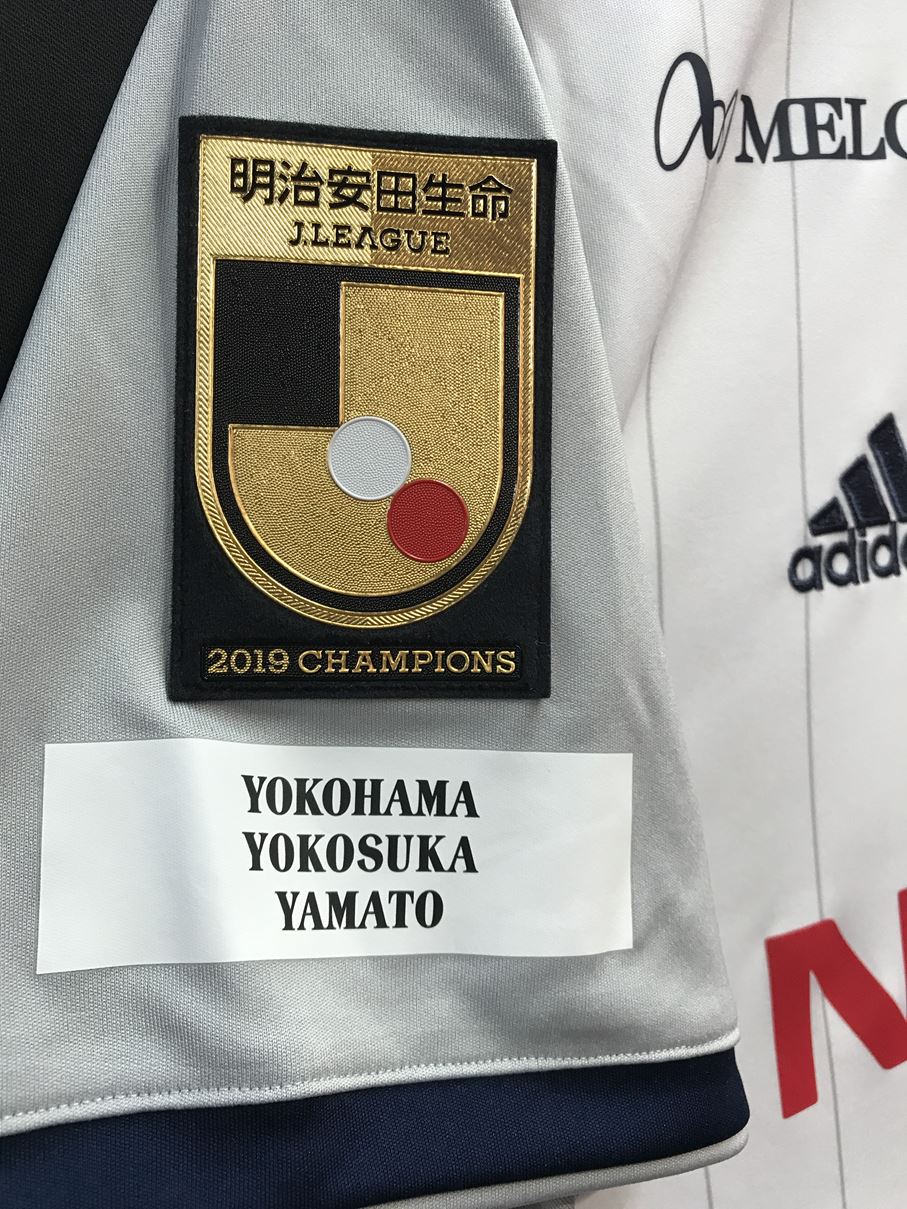 明治安田生命
J.LEAGUE
2019 CHAMPIONS
YOKOHAMA
YOKOSUKA
YAMATO